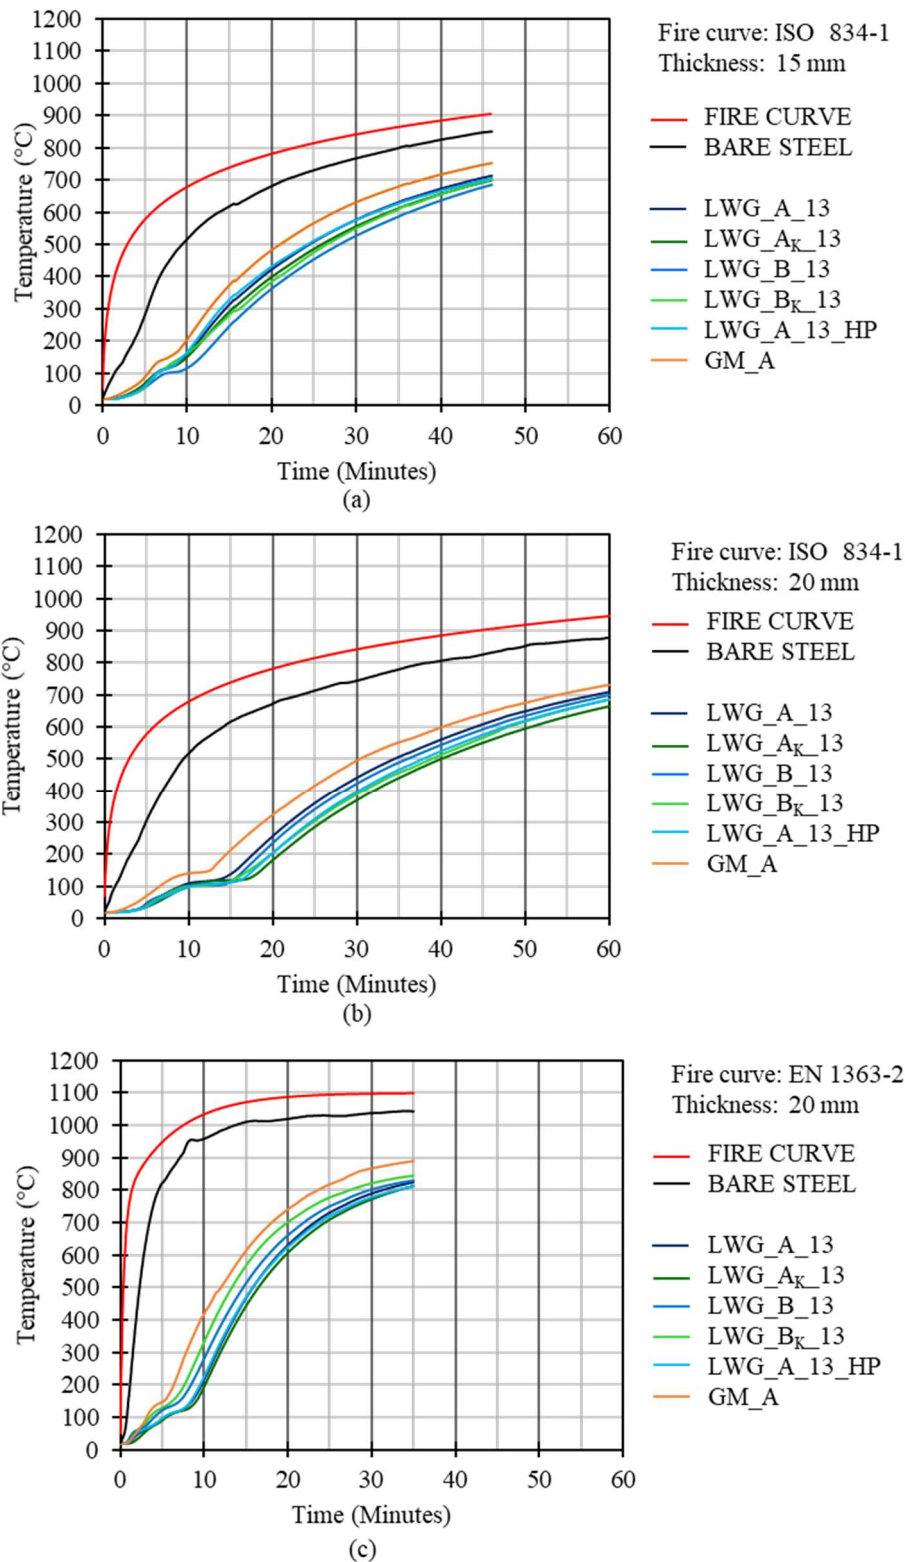 1200
1100
1000
900
800
700
600
500
400
300
200
100
0
Temperature (°C)
0 10 20 30 40 50 60
Time (Minutes)
(a)
Fire curve: ISO 834-1
Thickness: 15 mm
FIRE CURVE
BARE STEEL
LWG_A_13
LWG_A_K_13
LWG_B_13
LWG_B_K_13
LWG_A_13_HP
GM_A
1200
1100
1000
900
800
700
600
500
400
300
200
100
0
Temperature (°C)
0 10 20 30 40 50 60
Time (Minutes)
(b)
Fire curve: ISO 834-1
Thickness: 20 mm
FIRE CURVE
BARE STEEL
LWG_A_13
LWG_A_K_13
LWG_B_13
LWG_B_K_13
LWG_A_13_HP
GM_A
1200
1100
1000
900
800
700
600
500
400
300
200
100
0
Temperature (°C)
0 10 20 30 40 50 60
Time (Minutes)
(c)
Fire curve: EN 1363-2
Thickness: 20 mm
FIRE CURVE
BARE STEEL
LWG_A_13
LWG_A_K_13
LWG_B_13
LWG_B_K_13
LWG_A_13_HP
GM_A